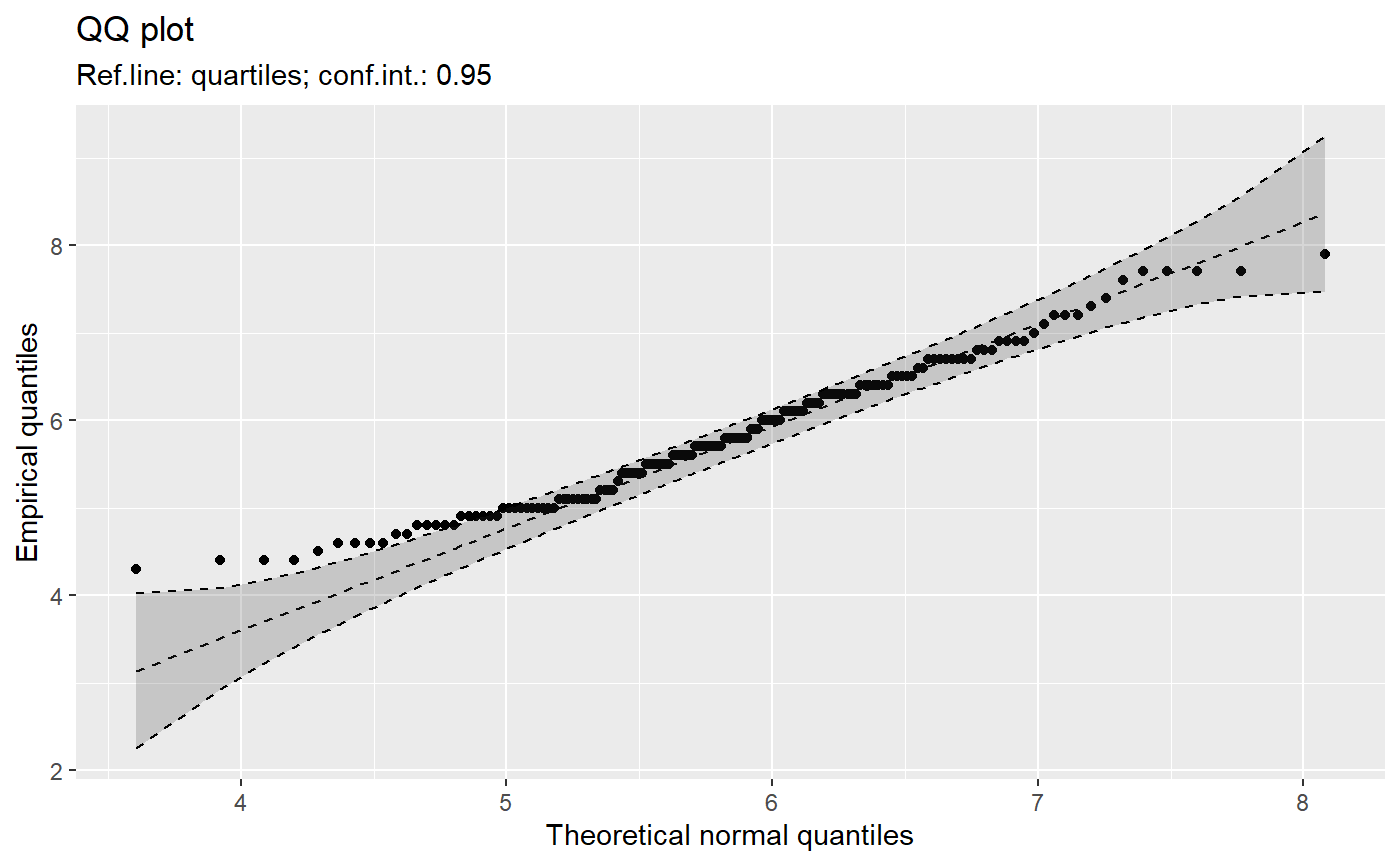 QQ plot
Ref.line: quartiles; conf.int.: 0.95
Empirical quantiles
8
6
4
2
4 5 6 7 8
Theoretical normal quantiles